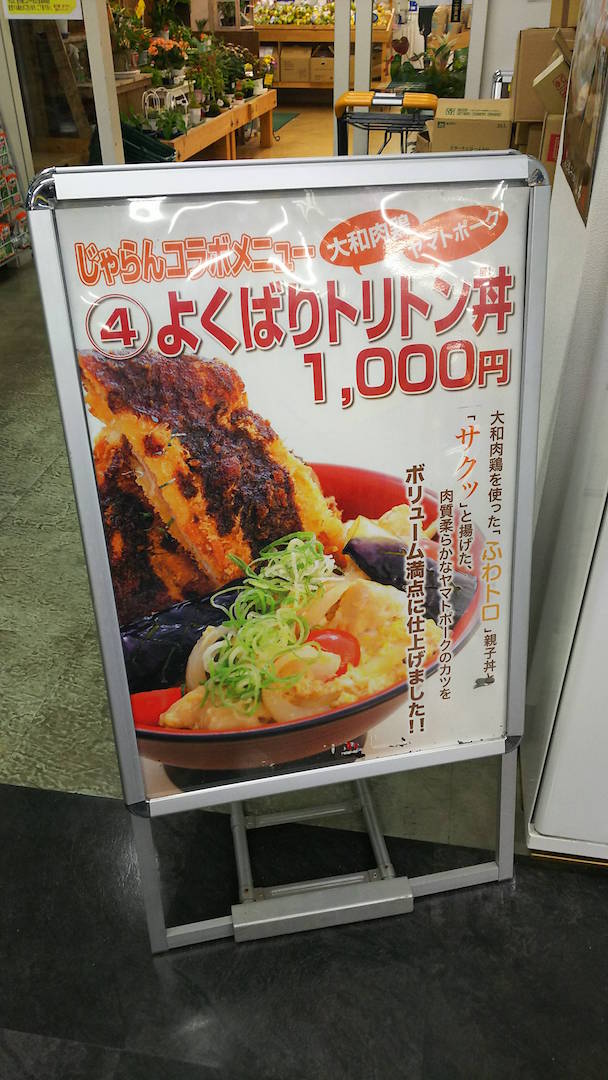 じゃらんコラボメニュー
大和肉鶏
ヤマトポーク
④よくばりトリトン丼
1,000円
大和肉鶏を使った「ふわトロ」親子丼と
「サクッ」と揚げた、
肉質柔らかなヤマトポークのカツを
ボリューム満点に仕上げました!!